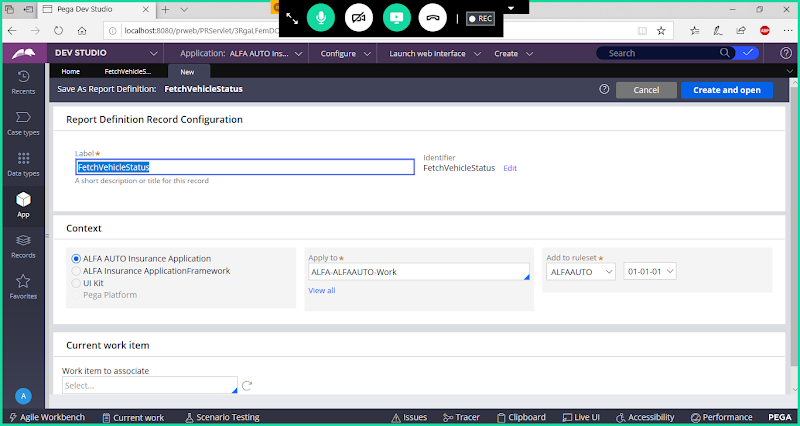 Pega Dev Studio
REC
localhost:8080/prweb/PRServlet/3RgaLFemDC
ABP
DEV STUDIO
Application: ALFA AUTO Ins...
Configure
Launch web interface
Create
Search
Home
FetchVehicleS...
New
Save As Report Definition: FetchVehicleStatus
Cancel
Create and open
Recents
Case types
Data types
App
Records
Favorites
A
Report Definition Record Configuration
Label★
Identifier
FetchVehicleStatus
FetchVehicleStatus Edit
A short description or title for this record
Context
ALFA AUTO Insurance Application
ALFA Insurance ApplicationFramework
UI Kit
Pega Platform
Apply to ★
ALFA-ALFAAUTO-Work
View all
Add to ruleset ★
ALFAAUTO
01-01-01
Current work item
Work item to associate
Select...
Agile Workbench
Current work
Scenario Testing
Issues
Tracer
Clipboard
Live UI
Accessibility
Performance
PEGA